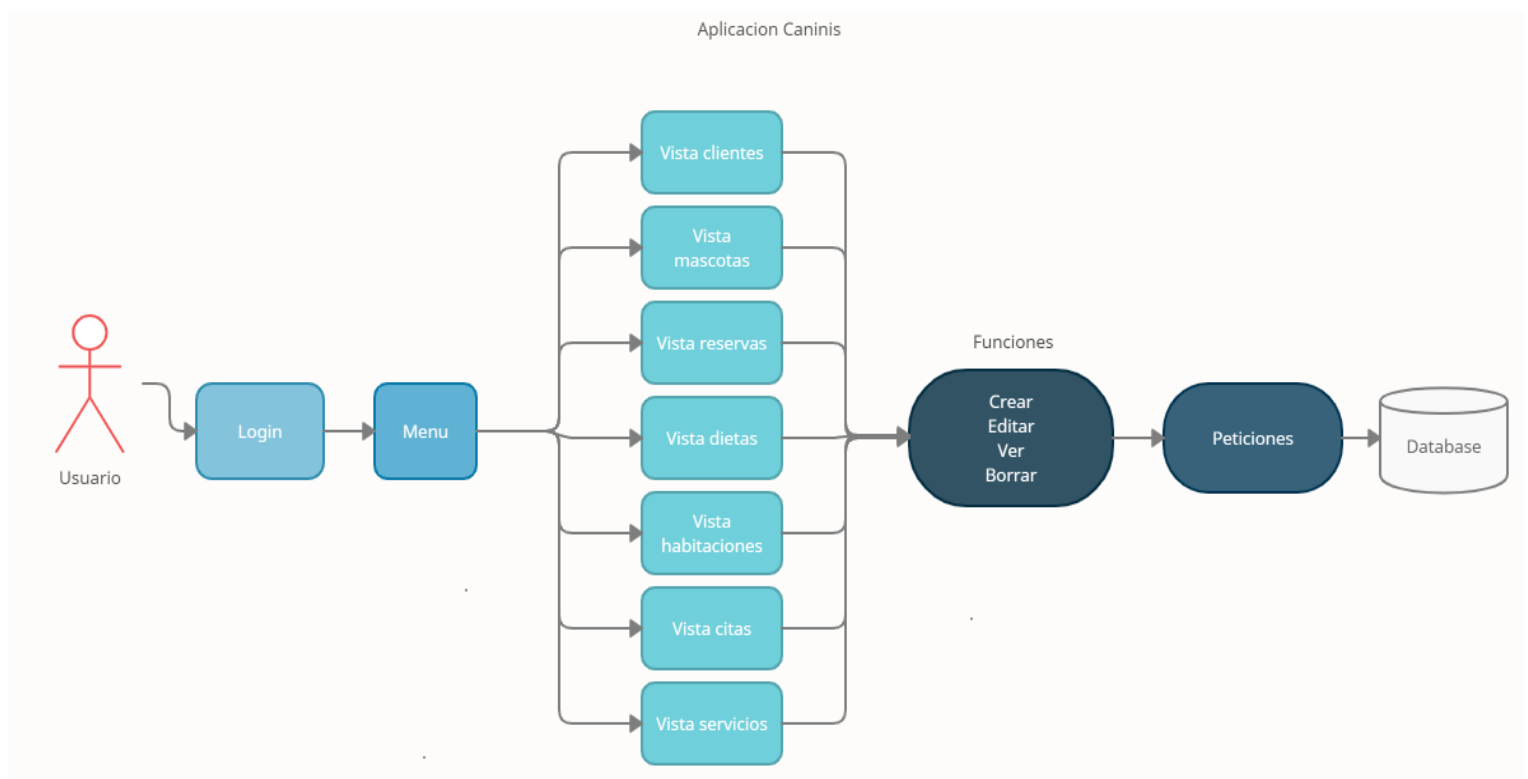 Aplicacion Caninis
Usuario
Login
Menu
Vista clientes
Vista
mascotas
Vista reservas
Vista dietas
Vista
habitaciones
Vista citas
Vista servicios
Funciones
Crear
Editar
Ver
Borrar
Peticiones
Database